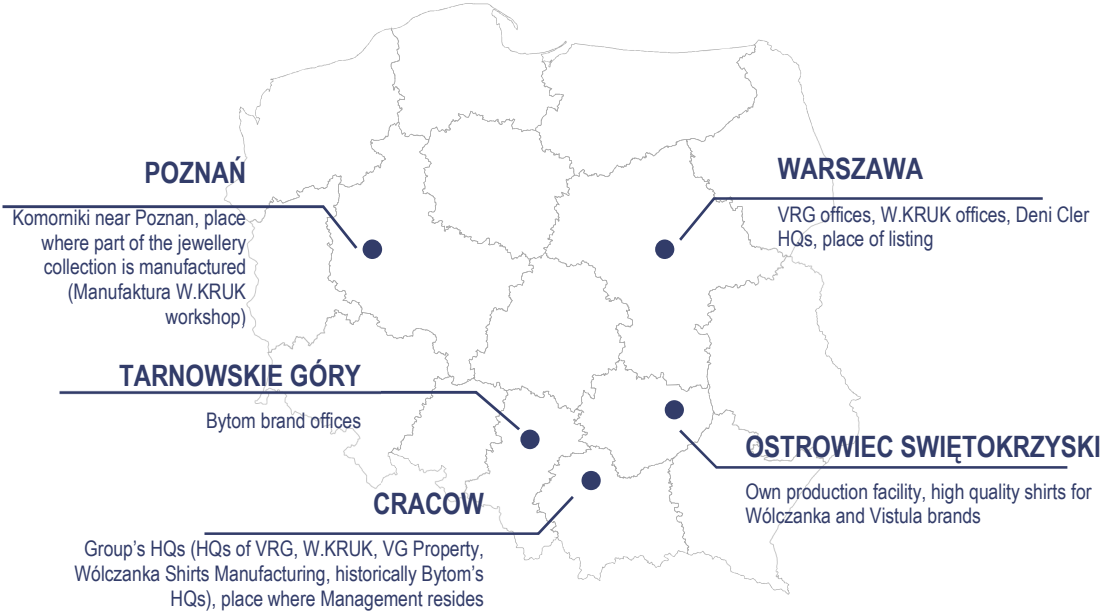 POZNAŃ
Komorniki near Poznan, place
where part of the jewellery
collection is manufactured
(Manufaktura W.KRUK
workshop)
WARSZAWA
VRG offices, W.KRUK offices, Deni Cler
HQs, place of listing
TARNOWSKIE GÓRY
Bytom brand offices
OSTROWIEC SWIĘTOKRZYSKI
Own production facility, high quality shirts for
Wólczanka and Vistula brands
CRACOW
Group’s HQs (HQs of VRG, W.KRUK, VG Property,
Wólczanka Shirts Manufacturing, historically Bytom’s
HQs), place where Management resides